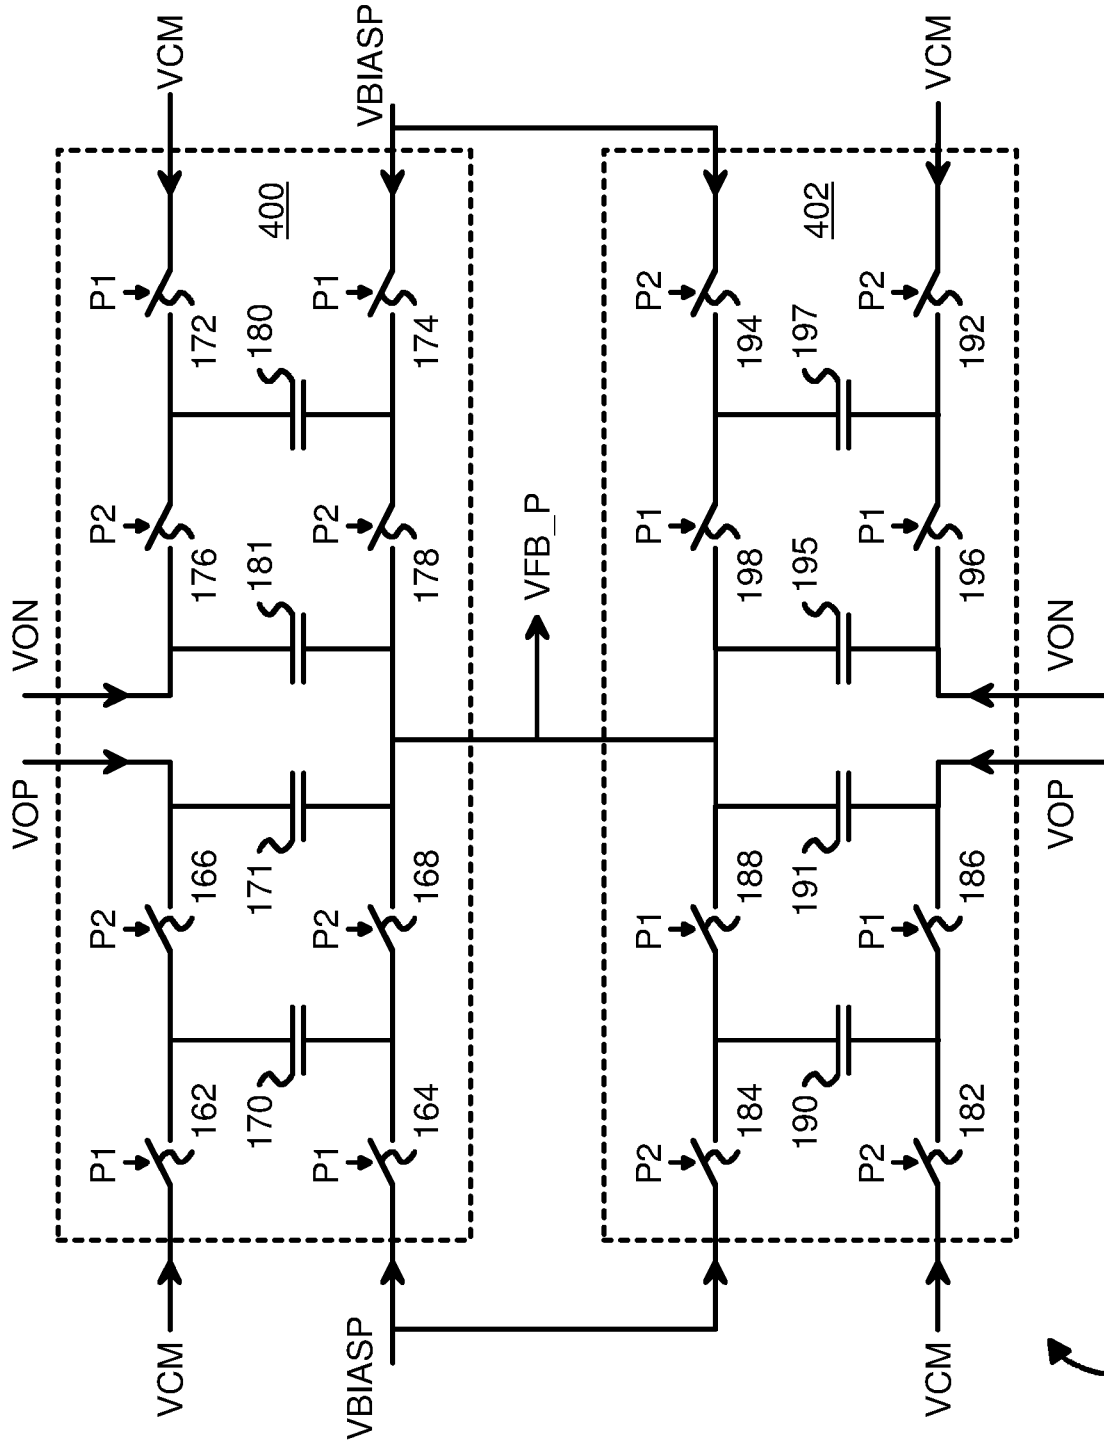 VOP
VON
P1
P2
P2
P1
VCM
VCM
162
166
176
172
170
171
181
180
400
P1
P2
P2
P1
VBIASP
VBIASP
164
168
178
174
VFB_P
P2
P1
P1
P2
184
188
198
194
190
191
195
197
402
P2
P1
P1
P2
VCM
VCM
182
186
196
192
VOP
VON